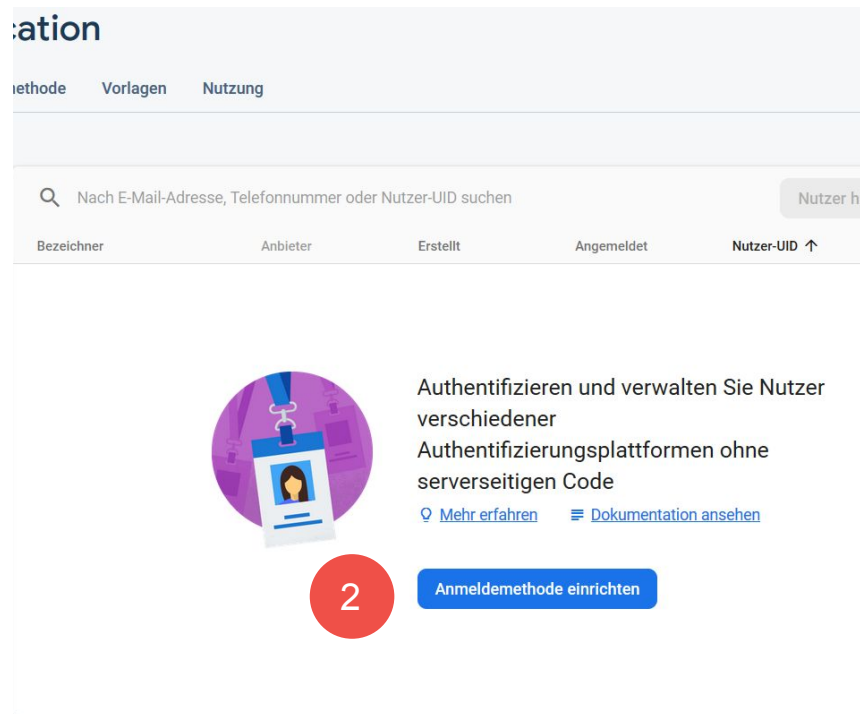 cation
methode Vorlagen Nutzung
Nach E-Mail-Adresse, Telefonnummer oder Nutzer-UID suchen
Nutzer h
Bezeichner Anbieter Erstellt Angemeldet Nutzer-UID ↑
Authentifizieren und verwalten Sie Nutzer
verschiedener
Authentifizierungsplattformen ohne
serverseitigen Code
Mehr erfahren Dokumentation ansehen
2 Anmeldemethode einrichten